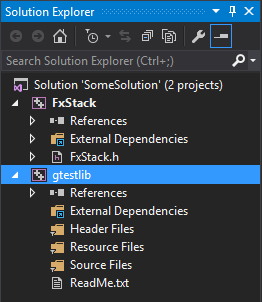 Solution Explorer
Search Solution Explorer (Ctrl+;)
Solution 'SomeSolution' (2 projects)
FxStack
References
External Dependencies
FxStack.h
gtestlib
References
External Dependencies
Header Files
Resource Files
Source Files
ReadMe.txt